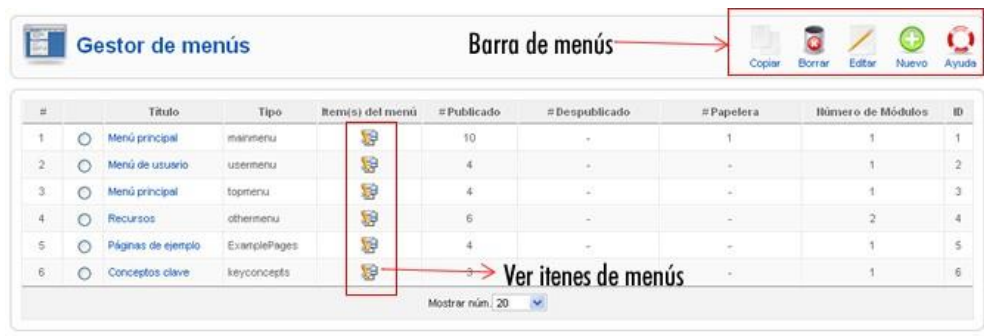 Gestor de menús
Barra de menús
Copiar Borrar Editar Nuevo Ayuda
# Título Tipo Item(s) del menú # Publicado # Despublicado # Papelera Número de Módulos ID
1 Menú principal mainmenu 10 - 1 1 1
2 Menú de usuario usermenu 4 - - 1 2
3 Menú principal topmenu 4 - - 1 3
4 Recursos othermenu 6 - - 2 4
5 Páginas de ejemplo ExamplePages 4 - - 1 5
6 Conceptos clave keyconcepts 3 Ver itenes de menús - 1 6
Mostrar núm. 20